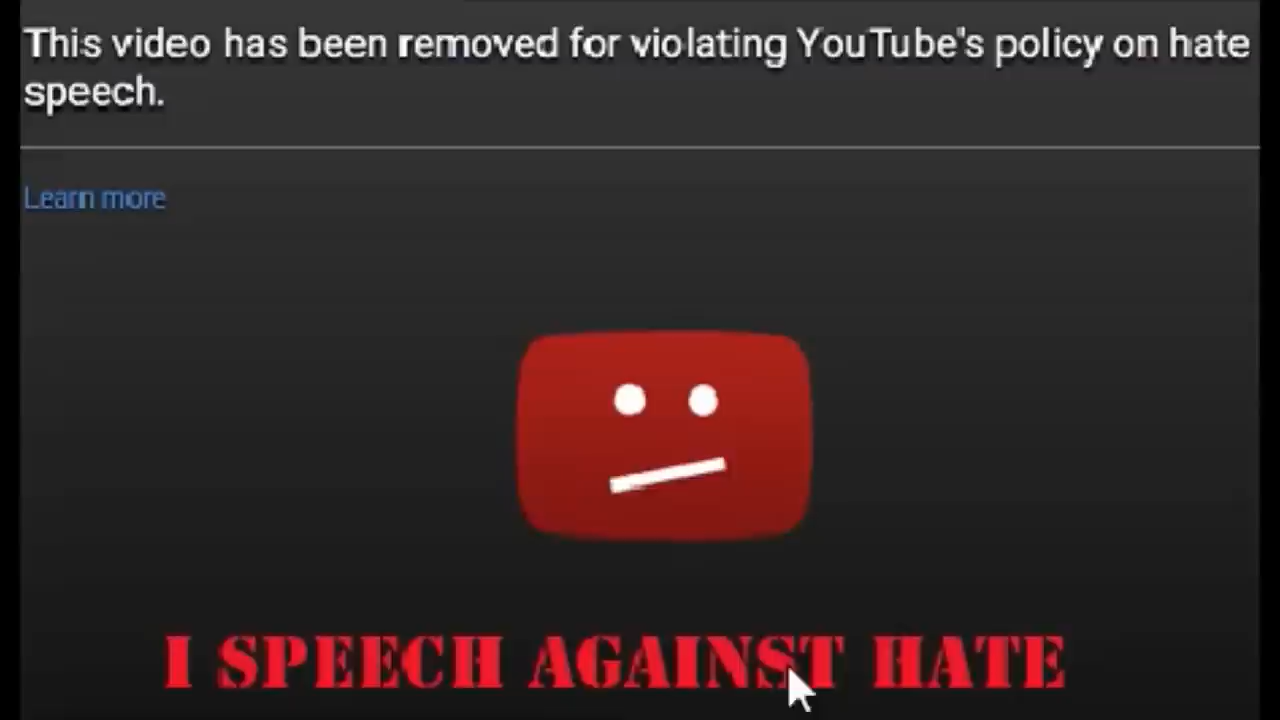 This video has been removed for violating YouTube's policy on hate
speech.
Learn more
I SPEECH AGAINST HATE